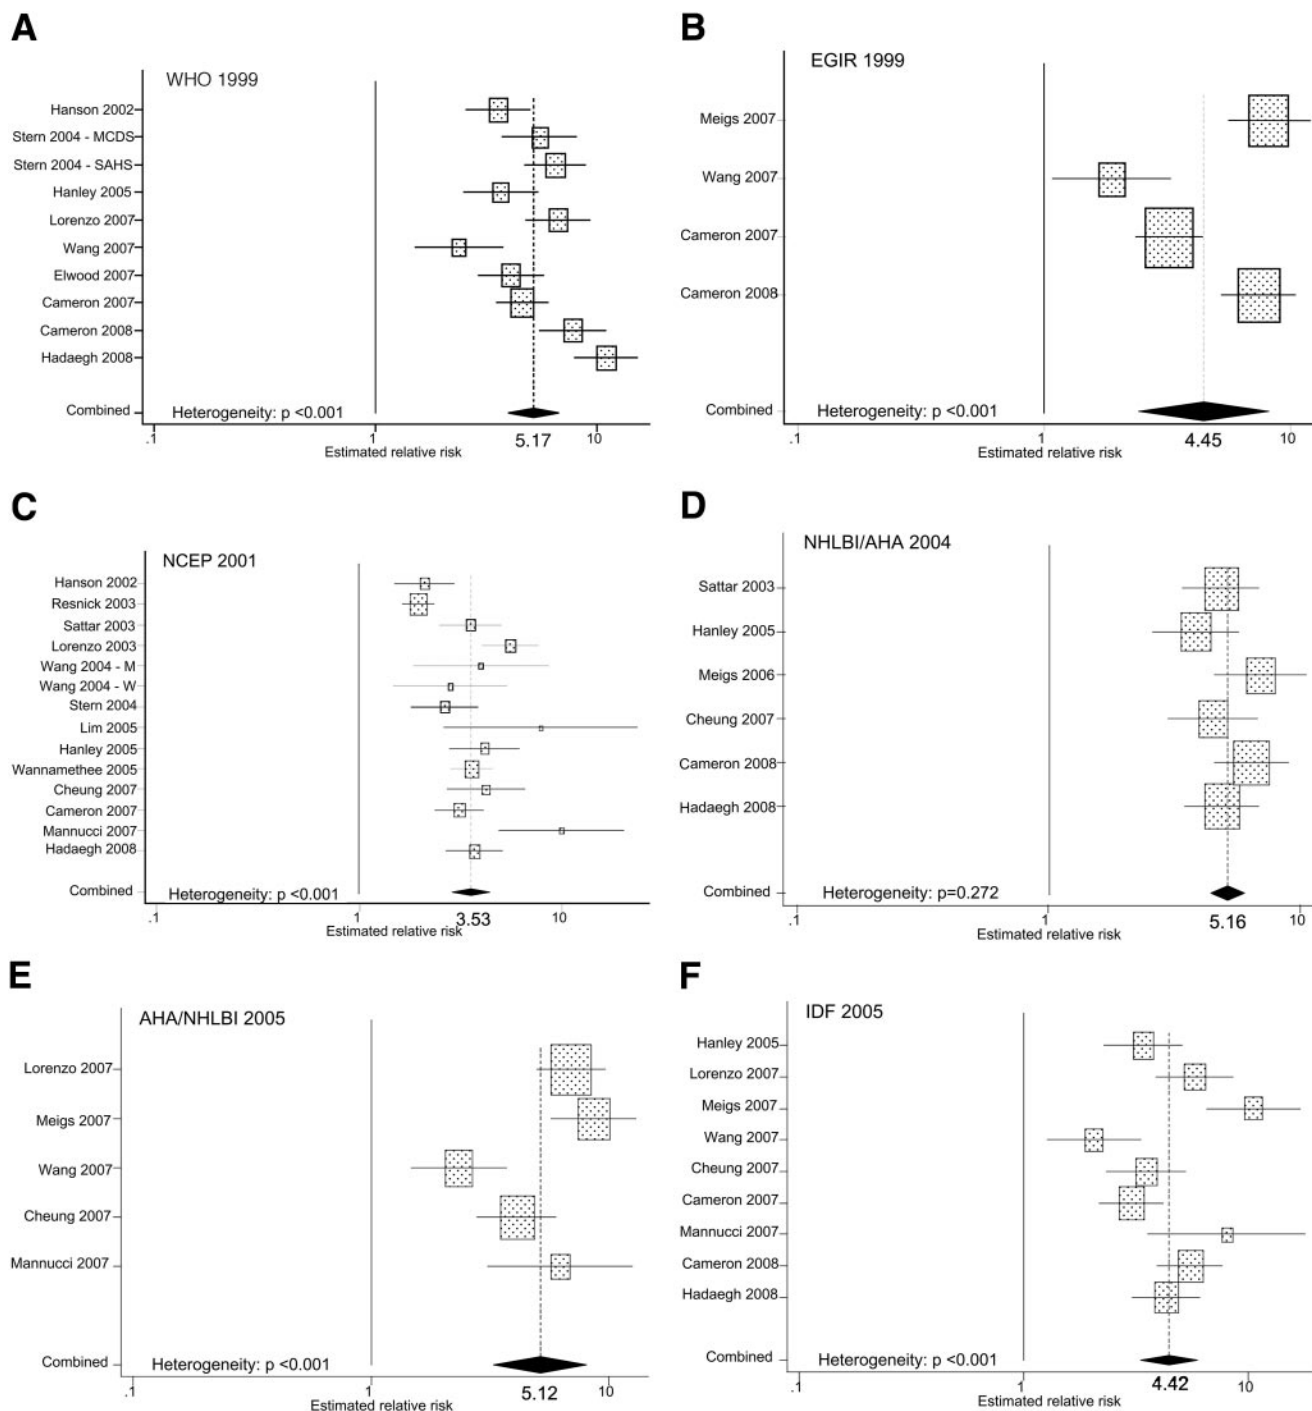 A
WHO 1999
Hanson 2002
Stern 2004 - MCDS
Stern 2004 - SAHS
Hanley 2005
Lorenzo 2007
Wang 2007
Elwood 2007
Cameron 2007
Cameron 2008
Hadaegh 2008
Combined
Heterogeneity: p <0.001
.1
1
5.17
10
Estimated relative risk
B
EGIR 1999
Meigs 2007
Wang 2007
Cameron 2007
Cameron 2008
Combined
Heterogeneity: p <0.001
.1
1
4.45
10
Estimated relative risk
C
NCEP 2001
Hanson 2002
Resnick 2003
Sattar 2003
Lorenzo 2003
Wang 2004 - M
Wang 2004 - W
Stern 2004
Lim 2005
Hanley 2005
Wannamethee 2005
Cheung 2007
Cameron 2007
Mannucci 2007
Hadaegh 2008
Combined
Heterogeneity: p <0.001
.1
1
3.53
10
Estimated relative risk
D
NHLBI/AHA 2004
Sattar 2003
Hanley 2005
Meigs 2006
Cheung 2007
Cameron 2008
Hadaegh 2008
Combined
Heterogeneity: p=0.272
.1
1
5.16
10
Estimated relative risk
E
AHA/NHLBI 2005
Lorenzo 2007
Meigs 2007
Wang 2007
Cheung 2007
Mannucci 2007
Combined
Heterogeneity: p <0.001
.1
1
5.12
10
Estimated relative risk
F
IDF 2005
Hanley 2005
Lorenzo 2007
Meigs 2007
Wang 2007
Cheung 2007
Cameron 2007
Mannucci 2007
Cameron 2008
Hadaegh 2008
Combined
Heterogeneity: p <0.001
.1
1
4.42
10
Estimated relative risk